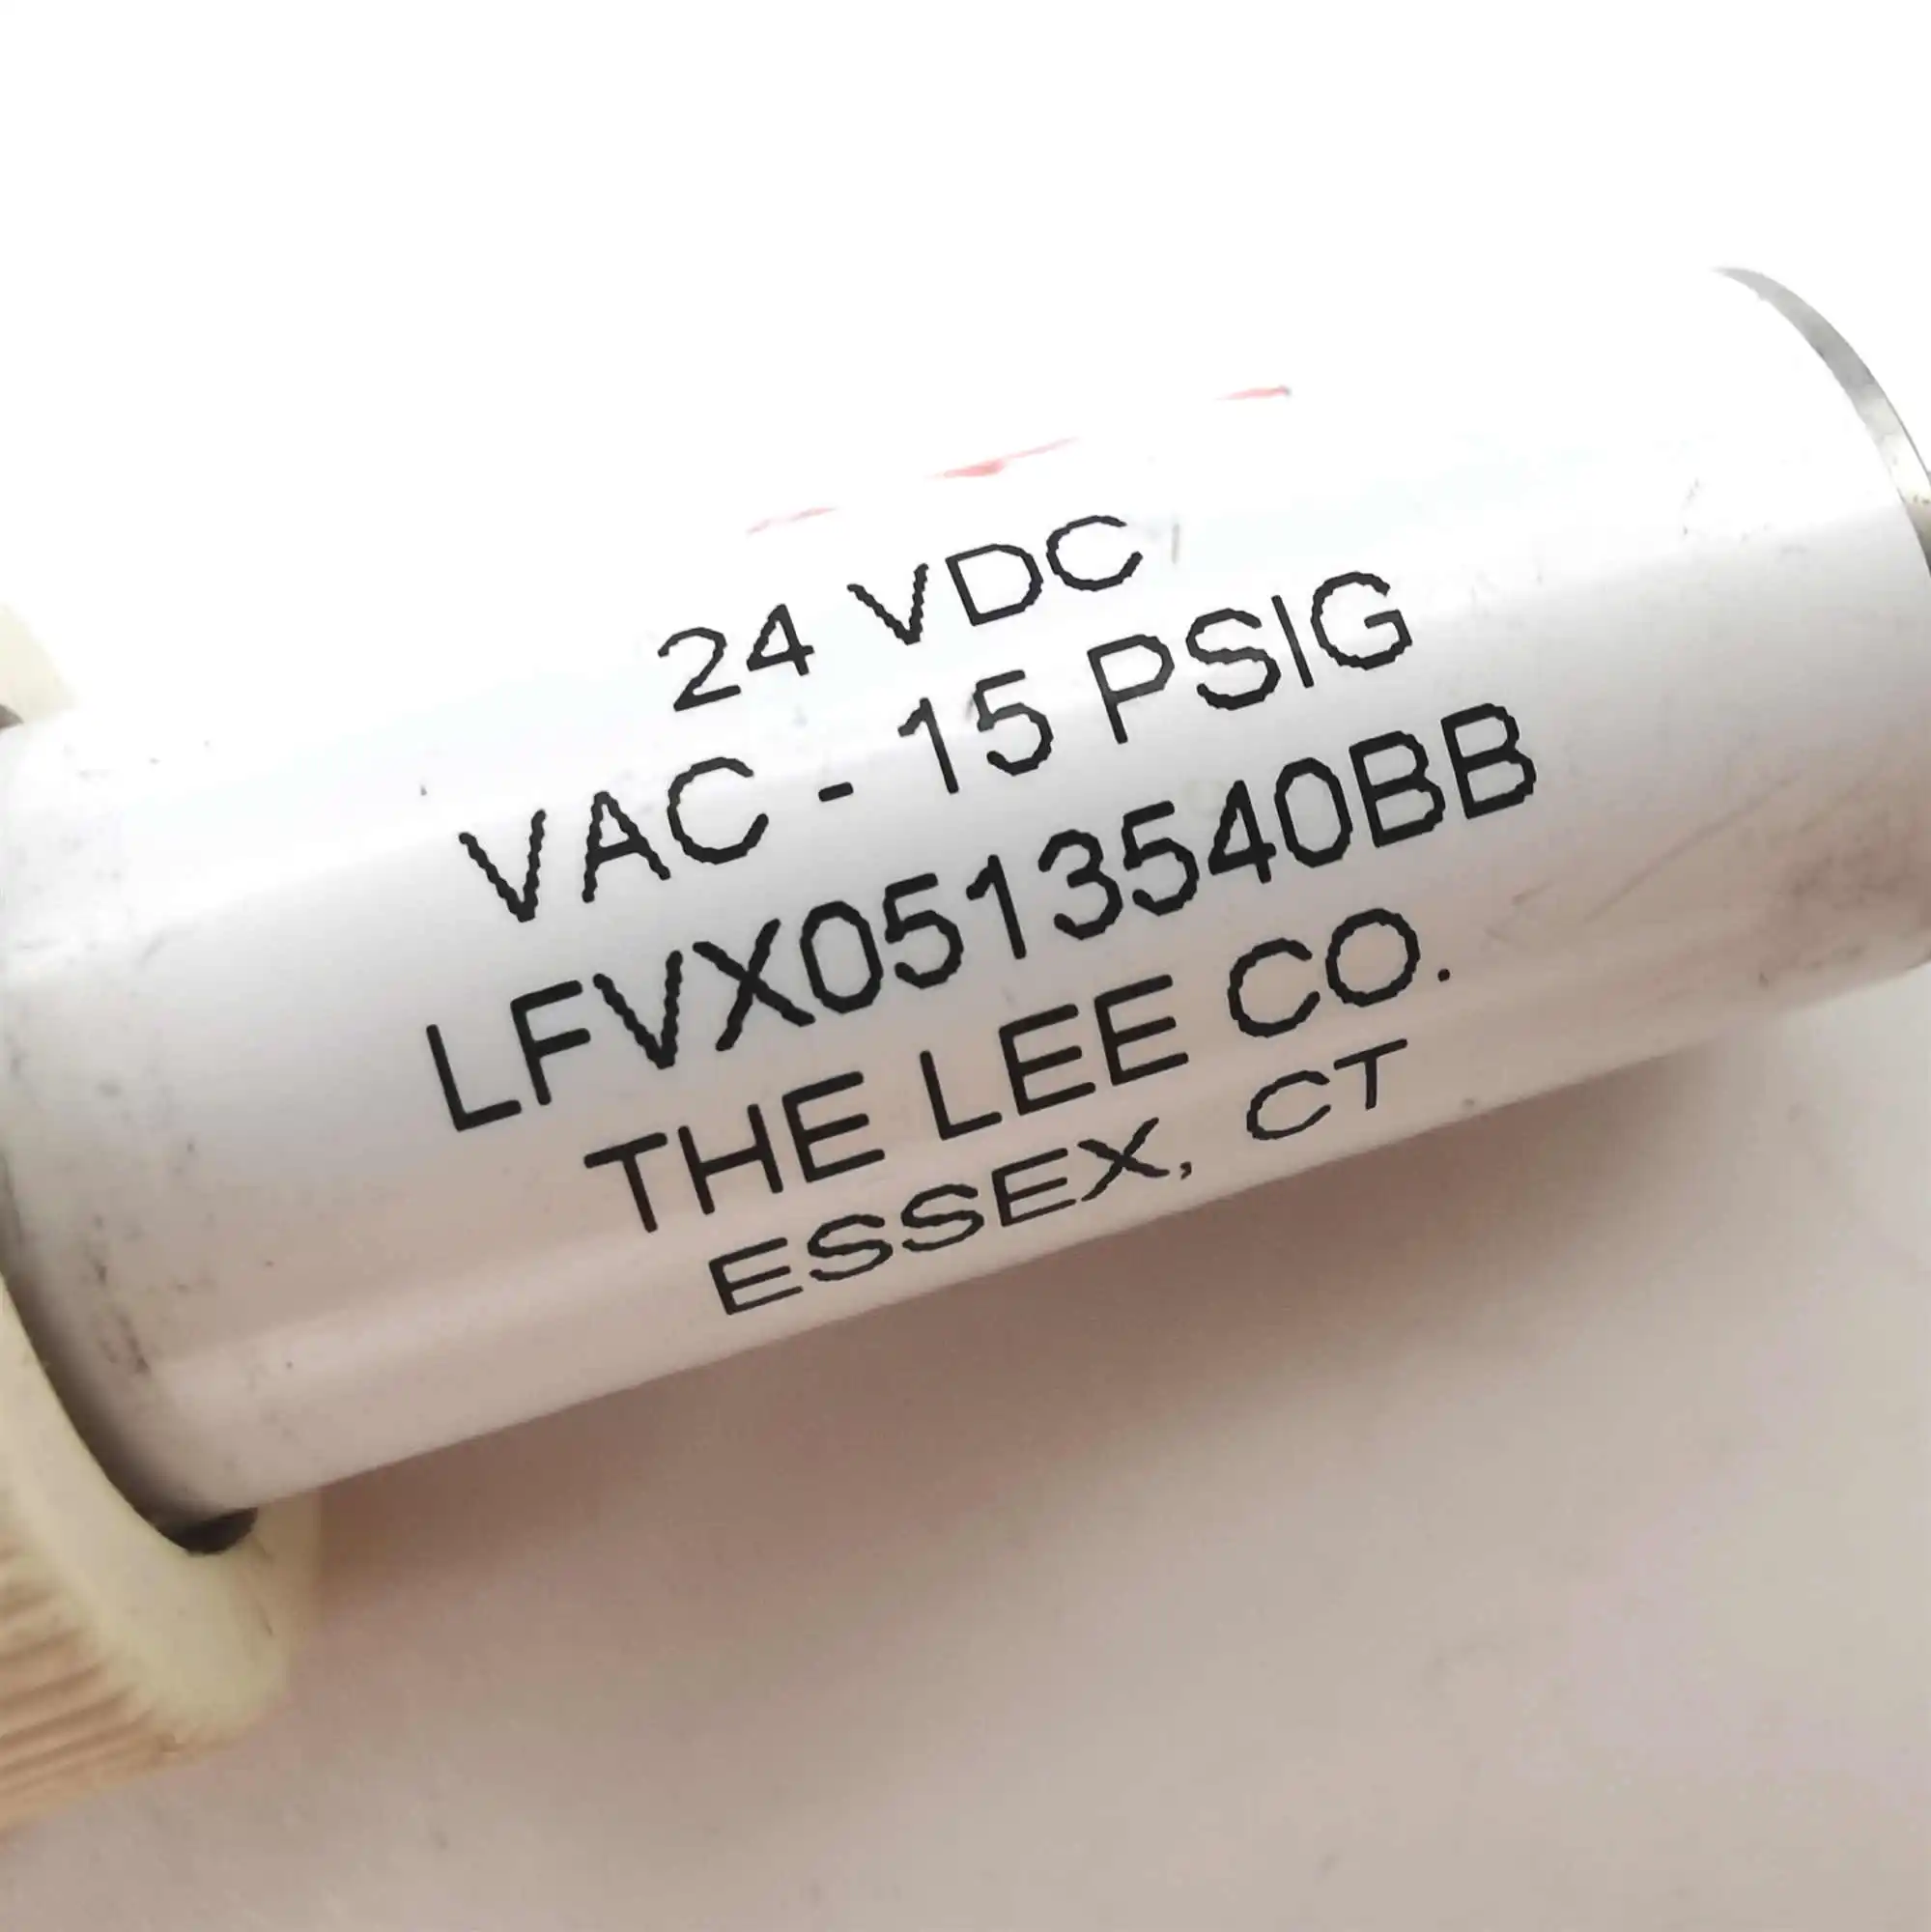 24 VDC
VAC - 15 PSIG
LFVX0513540BB
THE LEE CO.
ESSEX, CT